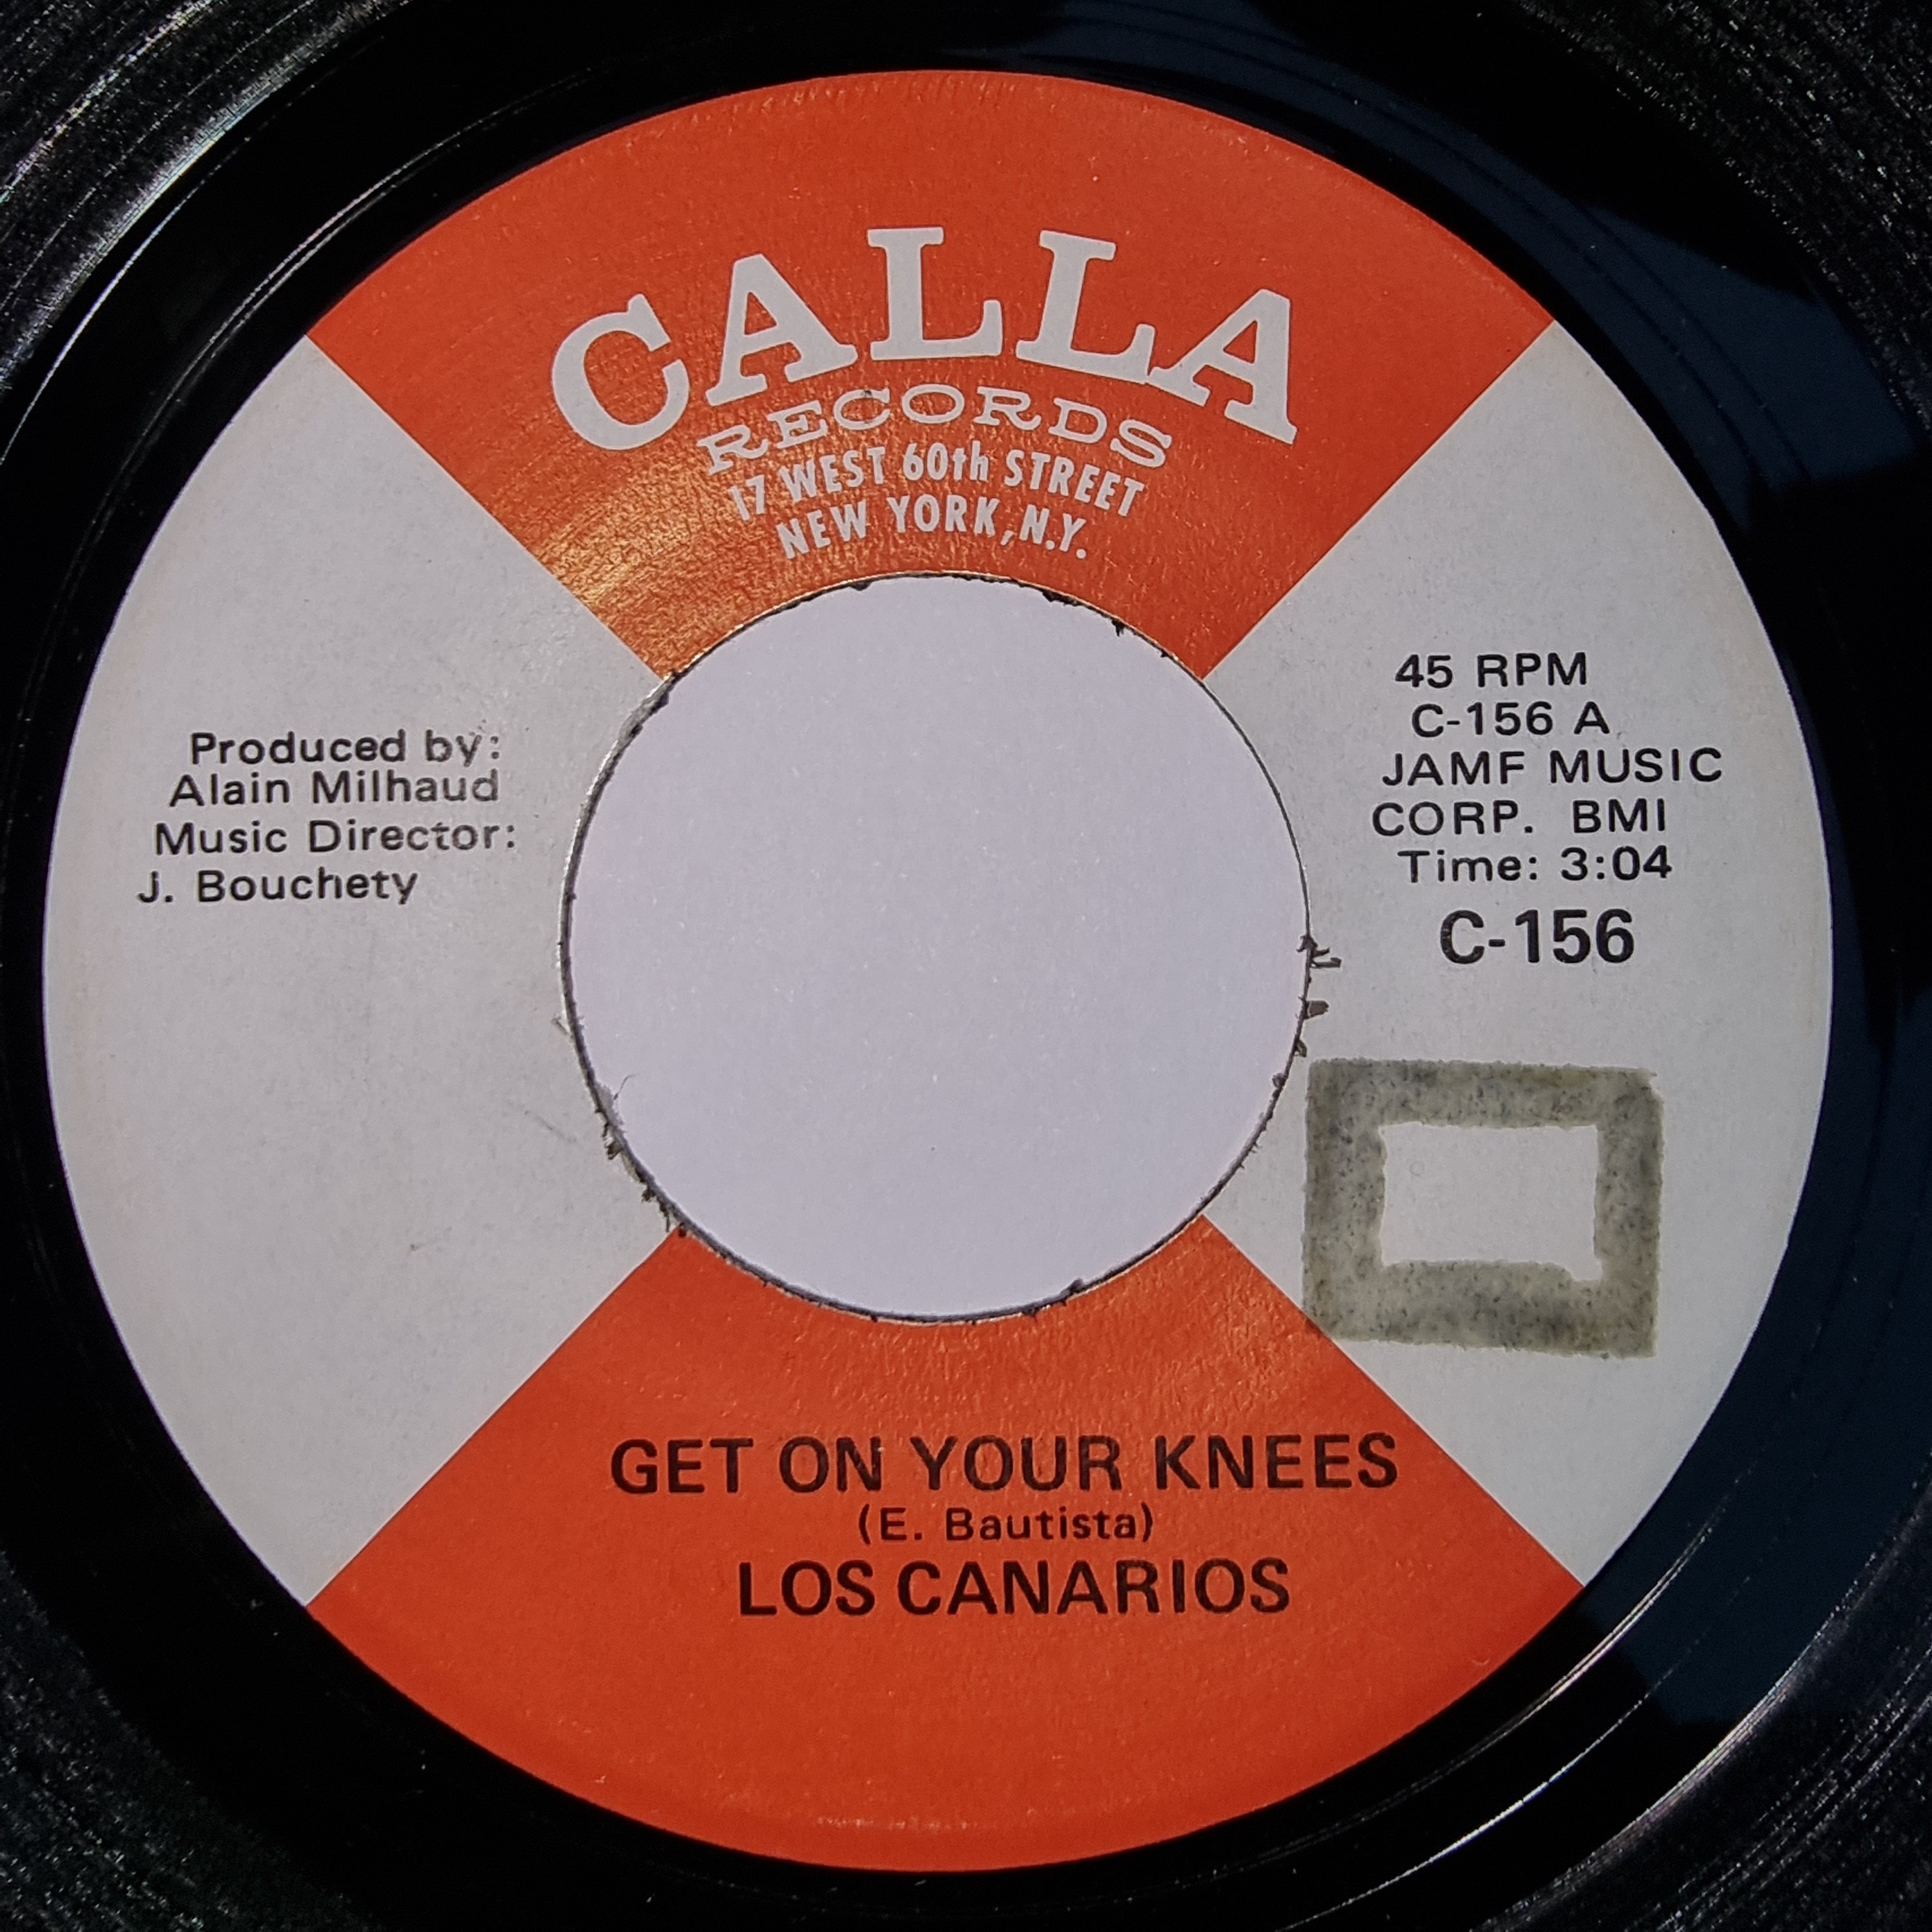 CALLA
RECORDS
17 WEST 60th STREET
NEW YORK, N.Y.
Produced by:
Alain Milhaud
Music Director:
J. Bouchety
45 RPM
C-156 A
JAMF MUSIC
CORP. BMI
Time: 3:04
C-156
GET ON YOUR KNEES
(E. Bautista)
LOS CANARIOS